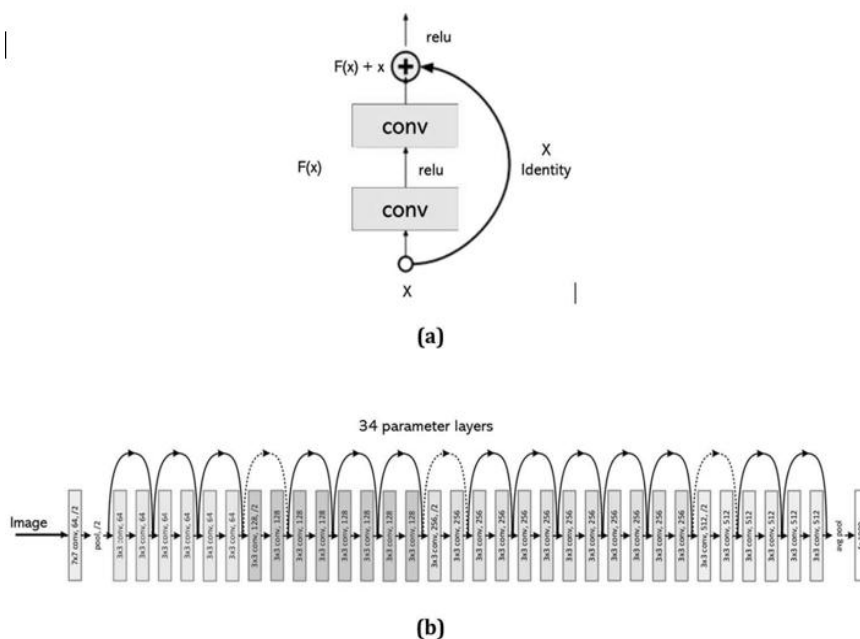 relu
F(x) + x
conv
F(x)
relu
X
Identity
conv
X
(a)
34 parameter layers
Image
7x7 conv, 64, /2
pool, /2
3x3 conv, 64
3x3 conv, 64
3x3 conv, 64
3x3 conv, 64
3x3 conv, 64
3x3 conv, 64
3x3 conv, 128, /2
3x3 conv, 128
3x3 conv, 128
3x3 conv, 128
3x3 conv, 128
3x3 conv, 128
3x3 conv, 128
3x3 conv, 128
3x3 conv, 256, /2
3x3 conv, 256
3x3 conv, 256
3x3 conv, 256
3x3 conv, 256
3x3 conv, 256
3x3 conv, 256
3x3 conv, 256
3x3 conv, 256
3x3 conv, 256
3x3 conv, 256
3x3 conv, 256
3x3 conv, 512, /2
3x3 conv, 512
3x3 conv, 512
3x3 conv, 512
3x3 conv, 512
3x3 conv, 512
avg pool
(b)